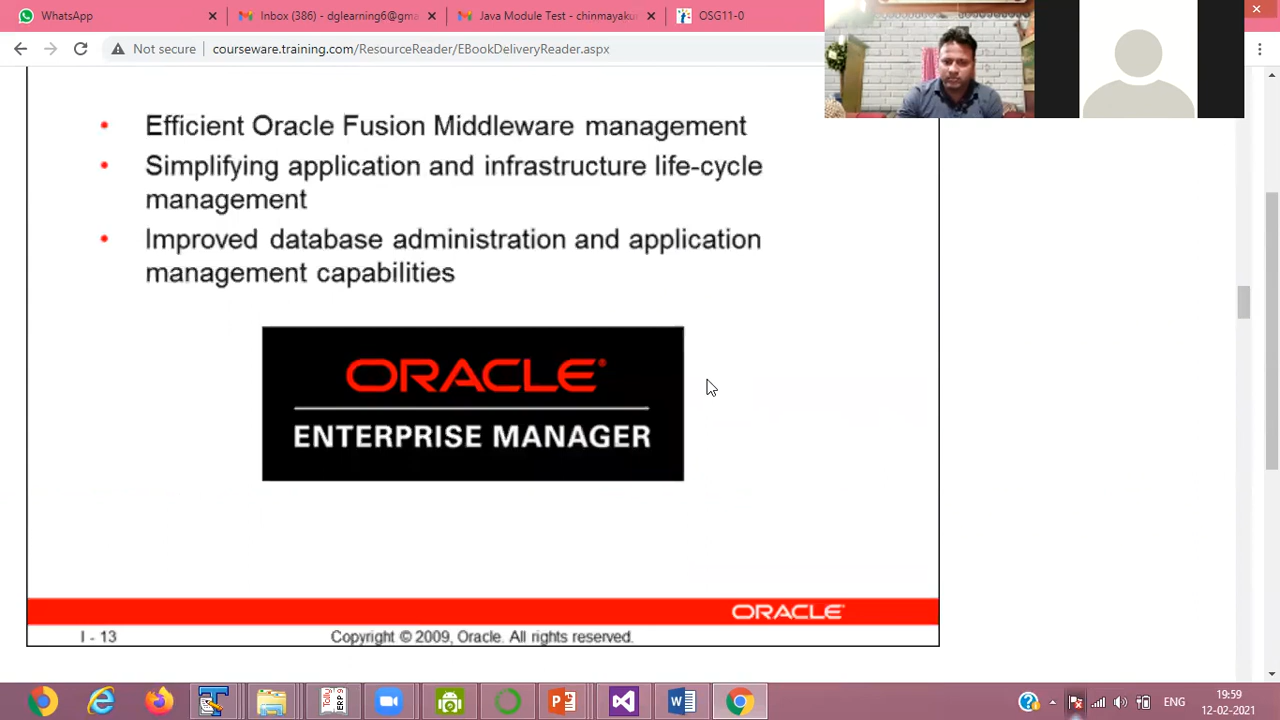 WhatsApp
Inbox (386) - dglearning6@gma
Java Module Test - chinmayaku
OSG11-0
Not secure
courseware.training.com/ResourceReader/EBookDeliveryReader.aspx
• Efficient Oracle Fusion Middleware management
• Simplifying application and infrastructure life-cycle
management
• Improved database administration and application
management capabilities
ORACLE®
ENTERPRISE MANAGER
ORACLE
I - 13
Copyright © 2009, Oracle. All rights reserved.
ENG
19:59
12-02-2021